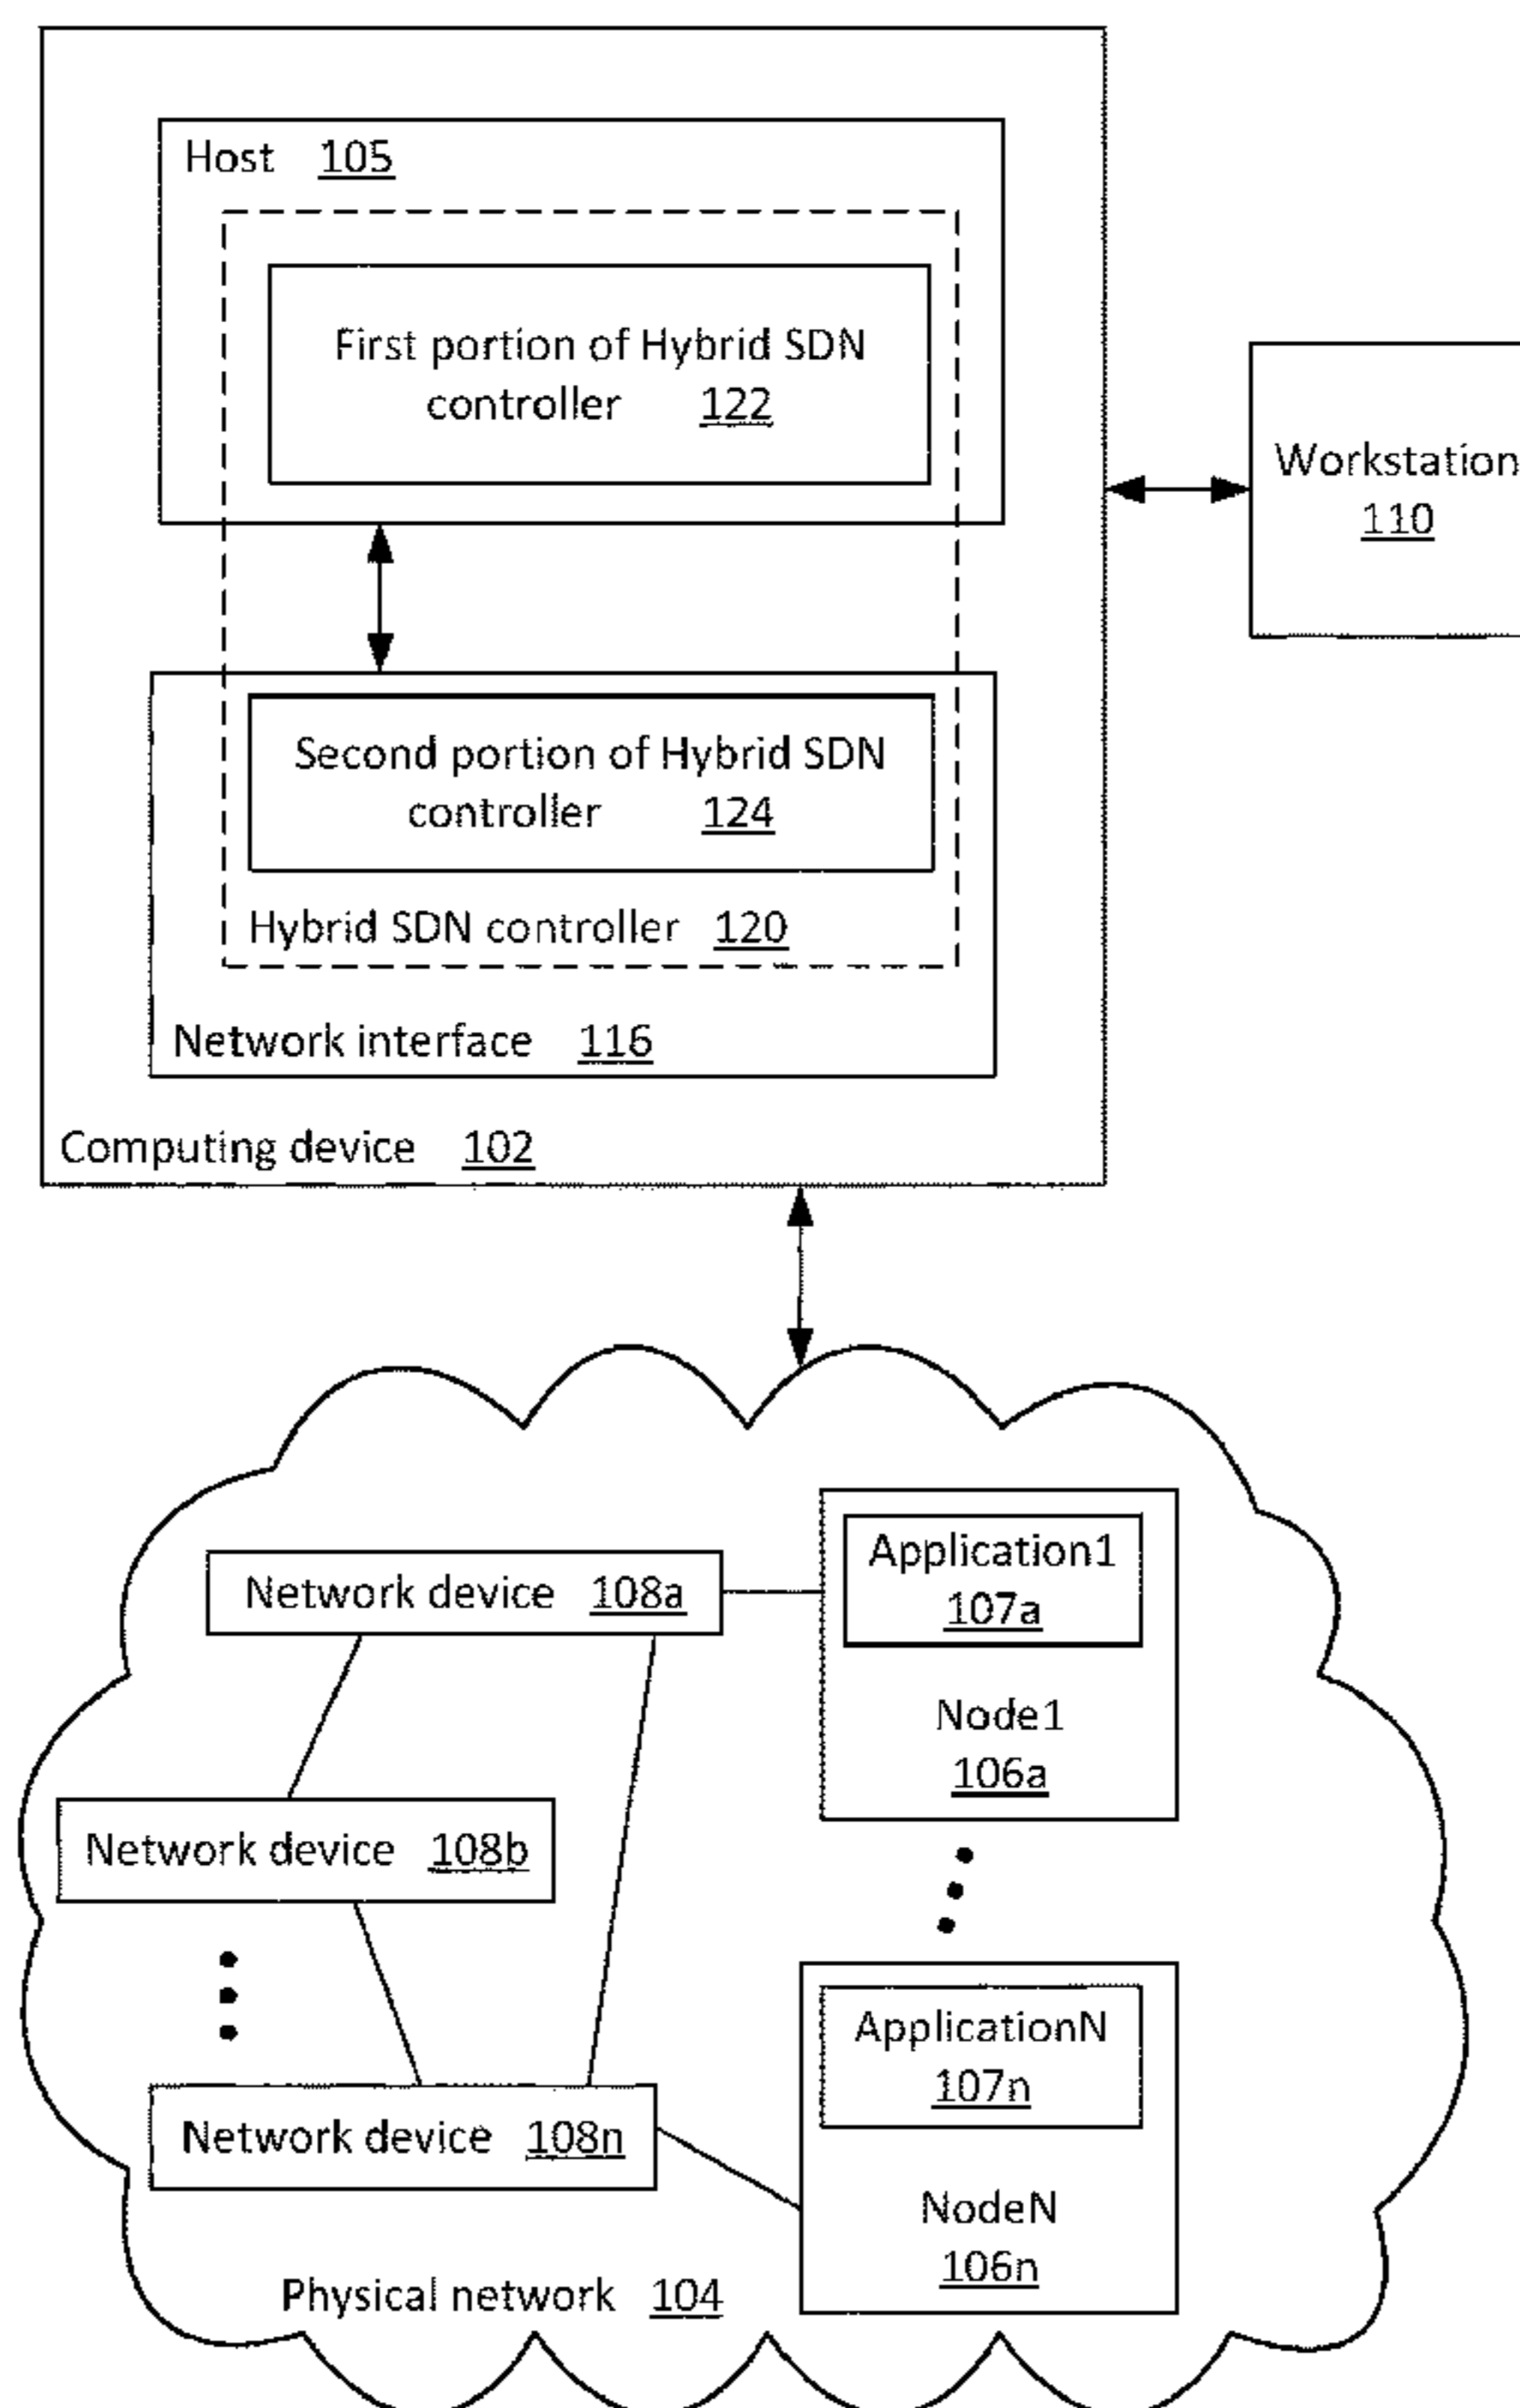 Host 105
First portion of Hybrid SDN
controller 122
Workstation
110
Second portion of Hybrid SDN
controller 124
Hybrid SDN controller 120
Network interface 116
Computing device 102
Application1
107a
Network device 108a
Node1
106a
Network device 108b
ApplicationN
107n
Network device 108n
NodeN
106n
Physical network 104